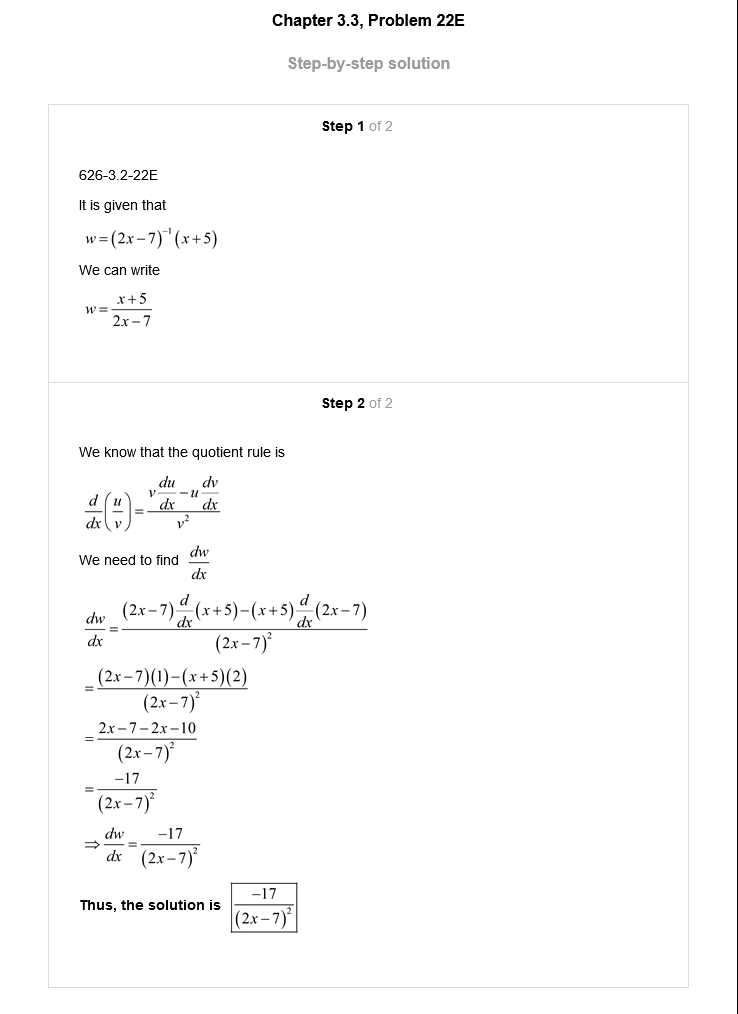 Chapter 3.3, Problem 22E
Step-by-step solution
Step 1 of 2
626-3.2-22E
It is given that
w=(2x−7)⁻¹(x+5)
We can write
w = \frac{x+5}{2x−7}
Step 2 of 2
We know that the quotient rule is
\frac{d}{dx}(\frac{u}{v}) = \frac{v\frac{du}{dx}−u\frac{dv}{dx}}{v^2}
We need to find \frac{dw}{dx}
\frac{dw}{dx} = \frac{(2x−7)\frac{d}{dx}(x+5)−(x+5)\frac{d}{dx}(2x−7)}{(2x−7)^2}
= \frac{(2x−7)(1)−(x+5)(2)}{(2x−7)^2}
= \frac{2x−7−2x−10}{(2x−7)^2}
= \frac{−17}{(2x−7)^2}
⇒ \frac{dw}{dx} = \frac{−17}{(2x−7)^2}
Thus, the solution is \frac{−17}{(2x−7)^2}